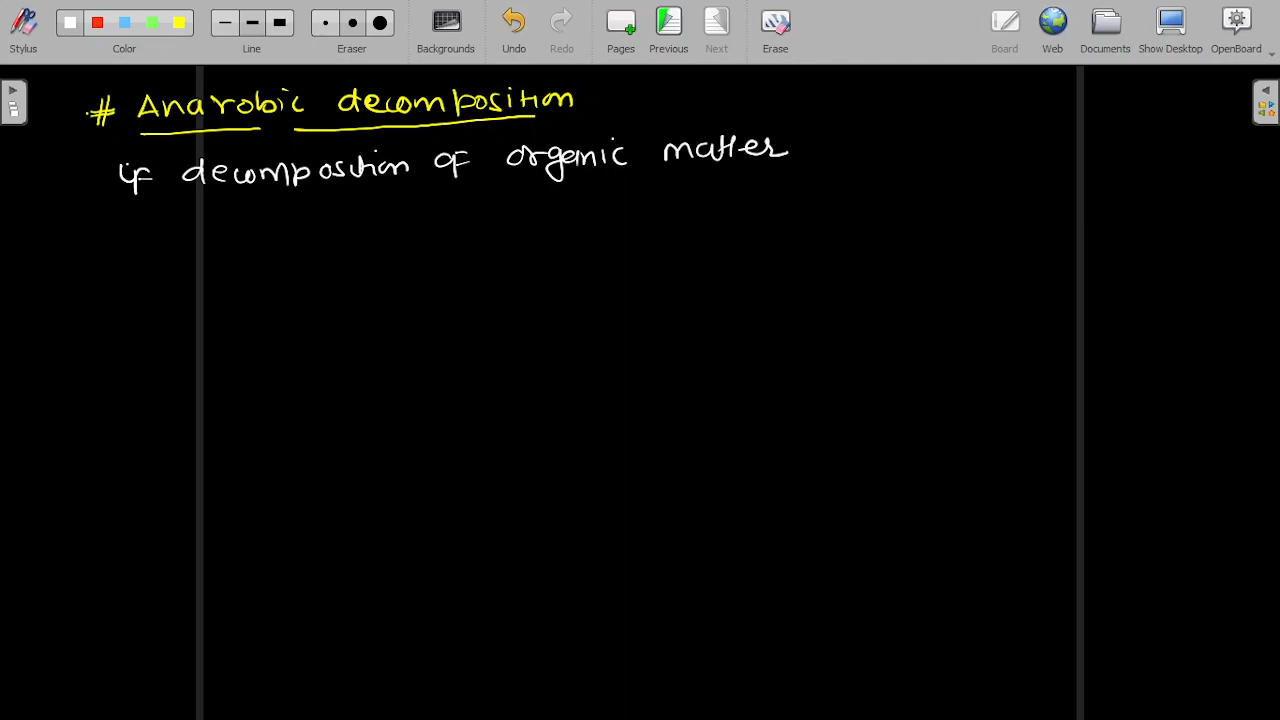 Stylus Color Line Eraser Backgrounds Undo Redo Pages Previous Next Erase Board Web Documents Show Desktop OpenBoard
# Anarobic decomposition
if decomposition of organic matter